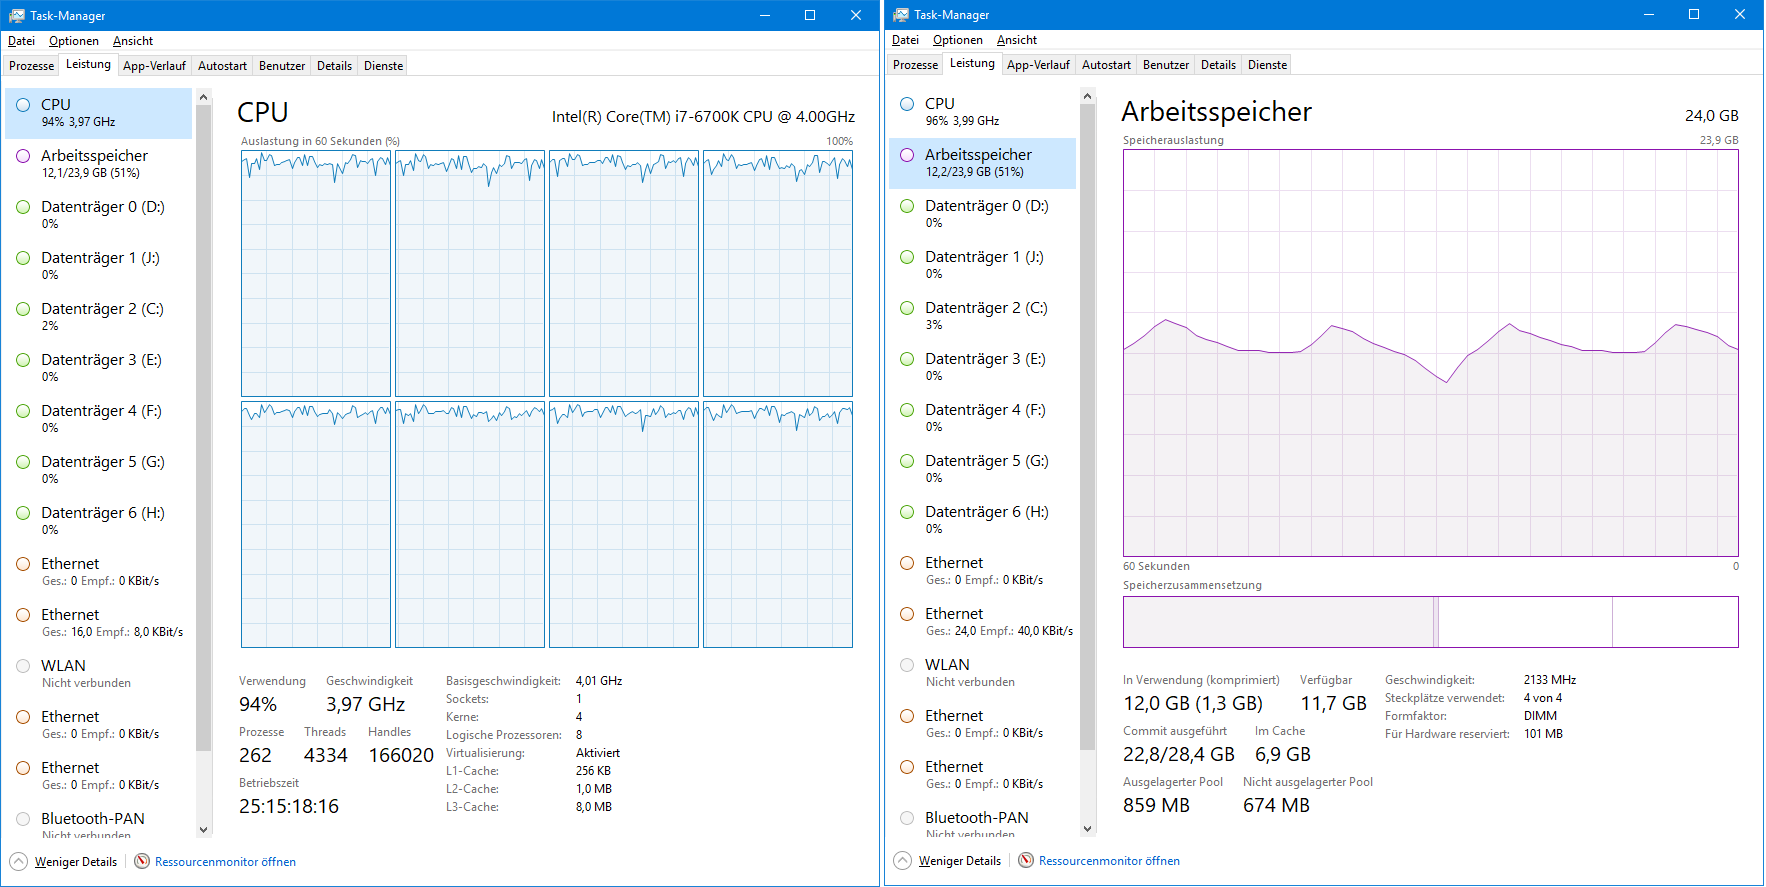 Task-Manager
Datei Optionen Ansicht
Prozesse Leistung App-Verlauf Autostart Benutzer Details Dienste
CPU
94% 3,97 GHz
Arbeitsspeicher
12,1/23,9 GB (51%)
Datenträger 0 (D:)
0%
Datenträger 1 (J:)
0%
Datenträger 2 (C:)
2%
Datenträger 3 (E:)
0%
Datenträger 4 (F:)
0%
Datenträger 5 (G:)
0%
Datenträger 6 (H:)
0%
Ethernet
Ges.: 0 Empf.: 0 KBit/s
Ethernet
Ges.: 16,0 Empf.: 8,0 KBit/s
WLAN
Nicht verbunden
Ethernet
Ges.: 0 Empf.: 0 KBit/s
Ethernet
Ges.: 0 Empf.: 0 KBit/s
Bluetooth-PAN
Nicht verbunden
CPU
Intel(R) Core(TM) i7-6700K CPU @ 4.00GHz
Auslastung in 60 Sekunden (%) 100%
Verwendung Geschwindigkeit
94% 3,97 GHz
Prozesse Threads Handles
262 4334 166020
Betriebszeit
25:15:18:16
Basisgeschwindigkeit: 4,01 GHz
Sockets: 1
Kerne: 4
Logische Prozessoren: 8
Virtualisierung: Aktiviert
L1-Cache: 256 KB
L2-Cache: 1,0 MB
L3-Cache: 8,0 MB
Weniger Details Ressourcenmonitor öffnen
Task-Manager
Datei Optionen Ansicht
Prozesse Leistung App-Verlauf Autostart Benutzer Details Dienste
CPU
96% 3,99 GHz
Arbeitsspeicher
12,2/23,9 GB (51%)
Datenträger 0 (D:)
0%
Datenträger 1 (J:)
0%
Datenträger 2 (C:)
3%
Datenträger 3 (E:)
0%
Datenträger 4 (F:)
0%
Datenträger 5 (G:)
0%
Datenträger 6 (H:)
0%
Ethernet
Ges.: 0 Empf.: 0 KBit/s
Ethernet
Ges.: 24,0 Empf.: 40,0 KBit/s
WLAN
Nicht verbunden
Ethernet
Ges.: 0 Empf.: 0 KBit/s
Ethernet
Ges.: 0 Empf.: 0 KBit/s
Bluetooth-PAN
Nicht verbunden
Arbeitsspeicher 24,0 GB
Speicherauslastung 23,9 GB
60 Sekunden 0
Speicherzusammensetzung
In Verwendung (komprimiert) Verfügbar
12,0 GB (1,3 GB) 11,7 GB
Commit ausgeführt Im Cache
22,8/28,4 GB 6,9 GB
Ausgelagerter Pool Nicht ausgelagerter Pool
859 MB 674 MB
Geschwindigkeit: 2133 MHz
Steckplätze verwendet: 4 von 4
Formfaktor: DIMM
Für Hardware reserviert: 101 MB
Weniger Details Ressourcenmonitor öffnen